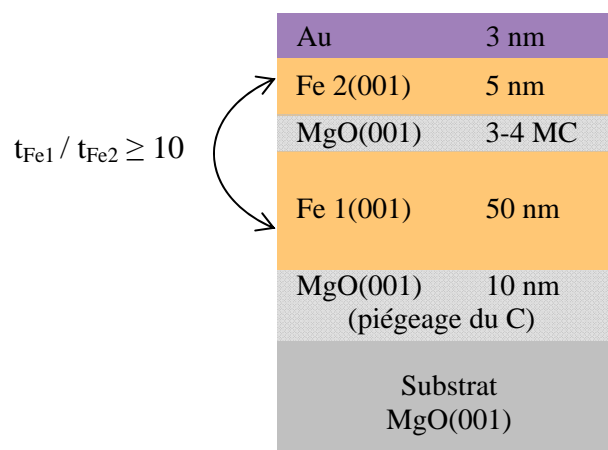 Au 3 nm
Fe 2(001) 5 nm
MgO(001) 3-4 MC
t_Fe1 / t_Fe2 ≥ 10
Fe 1(001) 50 nm
MgO(001) 10 nm
(piégeage du C)
Substrat
MgO(001)